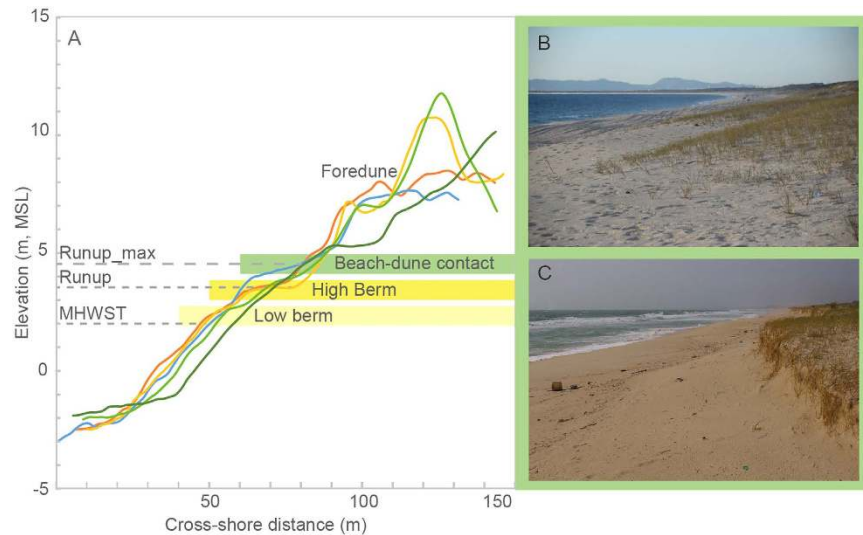 15
A
B
10
Foredune
Elevation (m, MSL)
5
Runup_max
Beach-dune contact
Runup
High Berm
MHWST
Low berm
0
C
-5
50
100
150
Cross-shore distance (m)